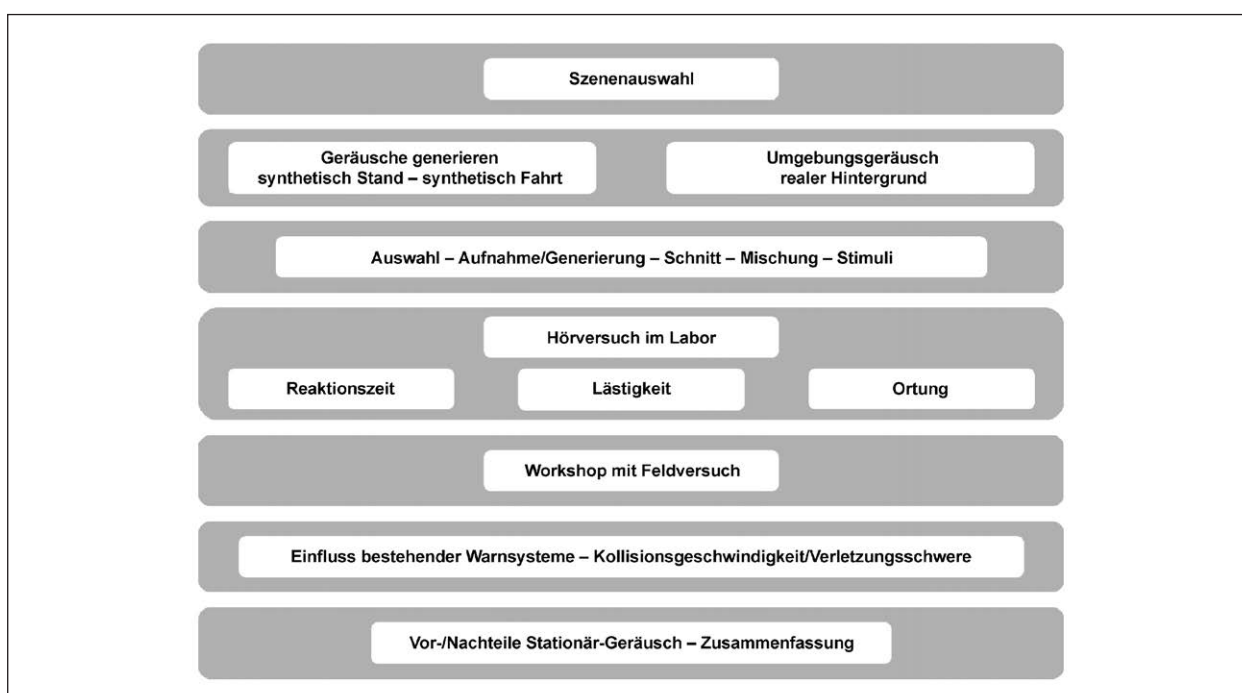 Szenenauswahl
Geräusche generieren
synthetisch Stand – synthetisch Fahrt
Umgebungsgeräusch
realer Hintergrund
Auswahl – Aufnahme/Generierung – Schnitt – Mischung – Stimuli
Hörversuch im Labor
Reaktionszeit
Lästigkeit
Ortung
Workshop mit Feldversuch
Einfluss bestehender Warnsysteme – Kollisionsgeschwindigkeit/Verletzungsschwere
Vor-/Nachteile Stationär-Geräusch – Zusammenfassung